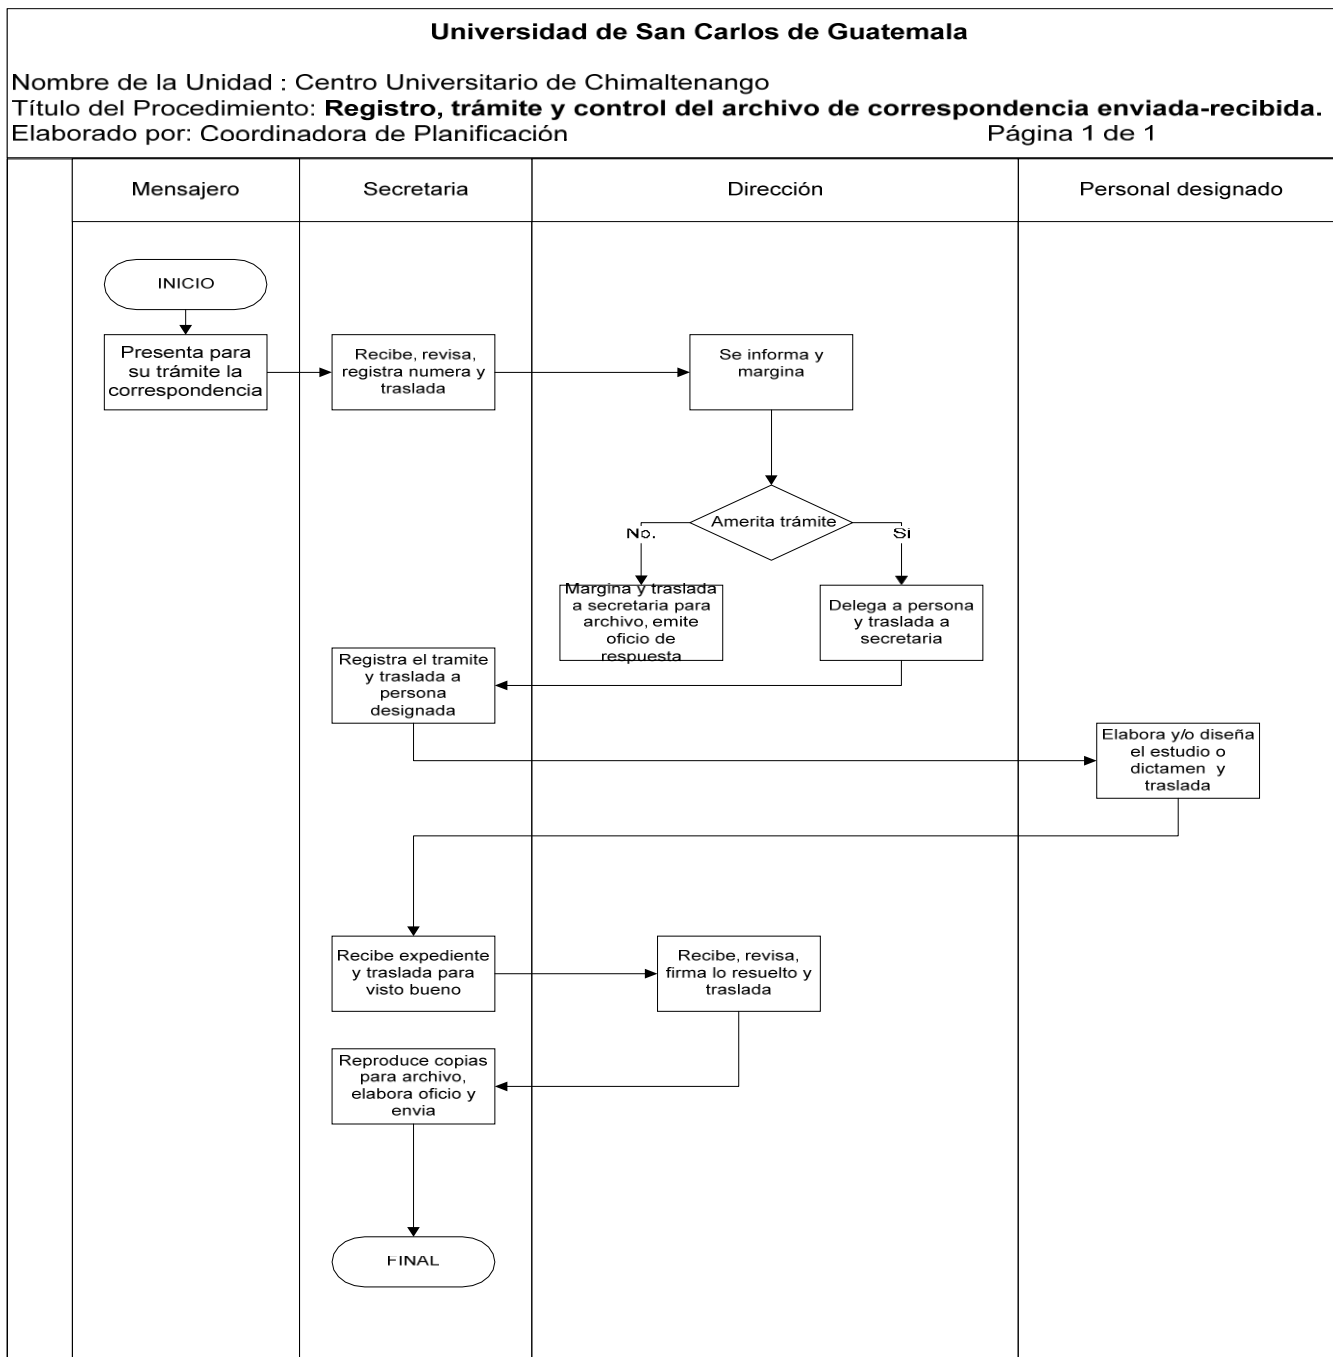 Universidad de San Carlos de Guatemala
Nombre de la Unidad : Centro Universitario de Chimaltenango
Título del Procedimiento: Registro, trámite y control del archivo de correspondencia enviada-recibida.
Elaborado por: Coordinadora de Planificación Página 1 de 1
Mensajero Secretaria Dirección Personal designado
INICIO
Presenta para
su trámite la
correspondencia
Recibe, revisa,
registra numera y
traslada
Se informa y
margina
Amerita trámite
No.
Si
Margina y traslada
a secretaria para
archivo, emite
oficio de
respuesta
Delega a persona
y traslada a
secretaria
Registra el tramite
y traslada a
persona
designada
Elabora y/o diseña
el estudio o
dictamen y
traslada
Recibe expediente
y traslada para
visto bueno
Recibe, revisa,
firma lo resuelto y
traslada
Reproduce copias
para archivo,
elabora oficio y
envia
FINAL